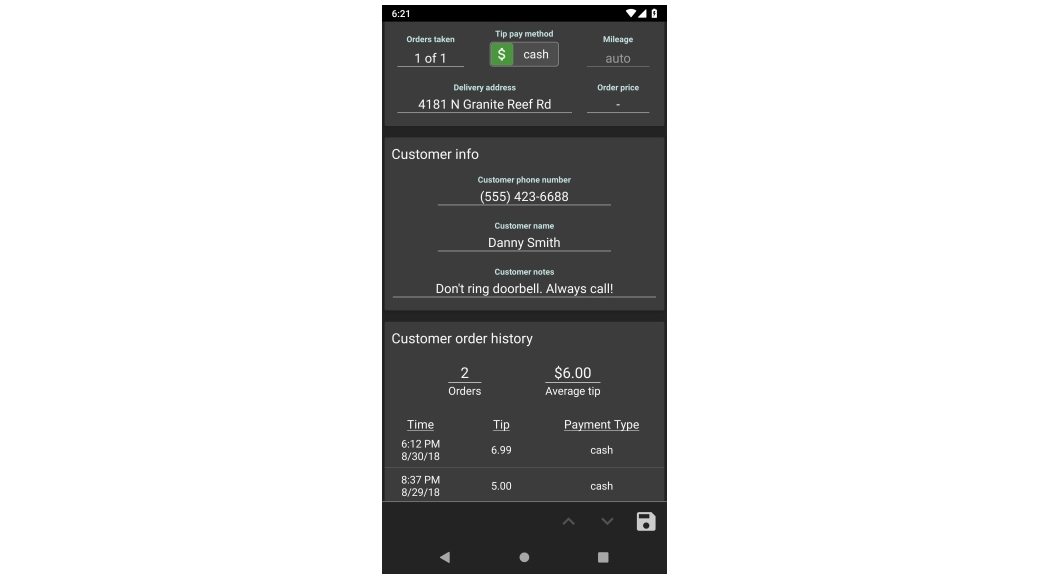 6:21
Orders taken
Tip pay method
Mileage
1 of 1
$ cash
auto
Delivery address
Order price
4181 N Granite Reef Rd
-
Customer info
Customer phone number
(555) 423-6688
Customer name
Danny Smith
Customer notes
Don't ring doorbell. Always call!
Customer order history
2
$6.00
Orders
Average tip
Time
Tip
Payment Type
6:12 PM
8/30/18
6.99
cash
8:37 PM
8/29/18
5.00
cash